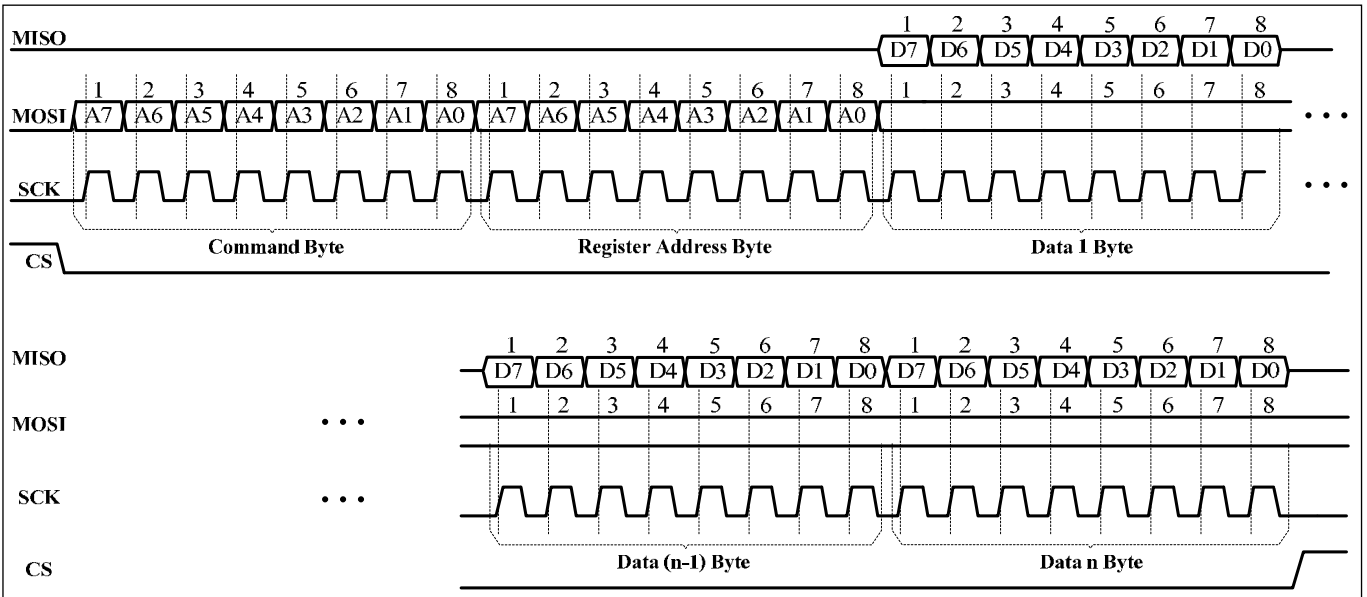 1 2 3 4 5 6 7 8
MISO D7 D6 D5 D4 D3 D2 D1 D0
1 2 3 4 5 6 7 8 1 2 3 4 5 6 7 8 1 2 3 4 5 6 7 8
MOSI A7 A6 A5 A4 A3 A2 A1 A0 A7 A6 A5 A4 A3 A2 A1 A0 • • •
SCK • • •
Command Byte Register Address Byte Data 1 Byte
CS
1 2 3 4 5 6 7 8 1 2 3 4 5 6 7 8
MISO D7 D6 D5 D4 D3 D2 D1 D0 D7 D6 D5 D4 D3 D2 D1 D0
1 2 3 4 5 6 7 8 1 2 3 4 5 6 7 8
MOSI • • •
SCK • • •
Data (n-1) Byte Data n Byte
CS